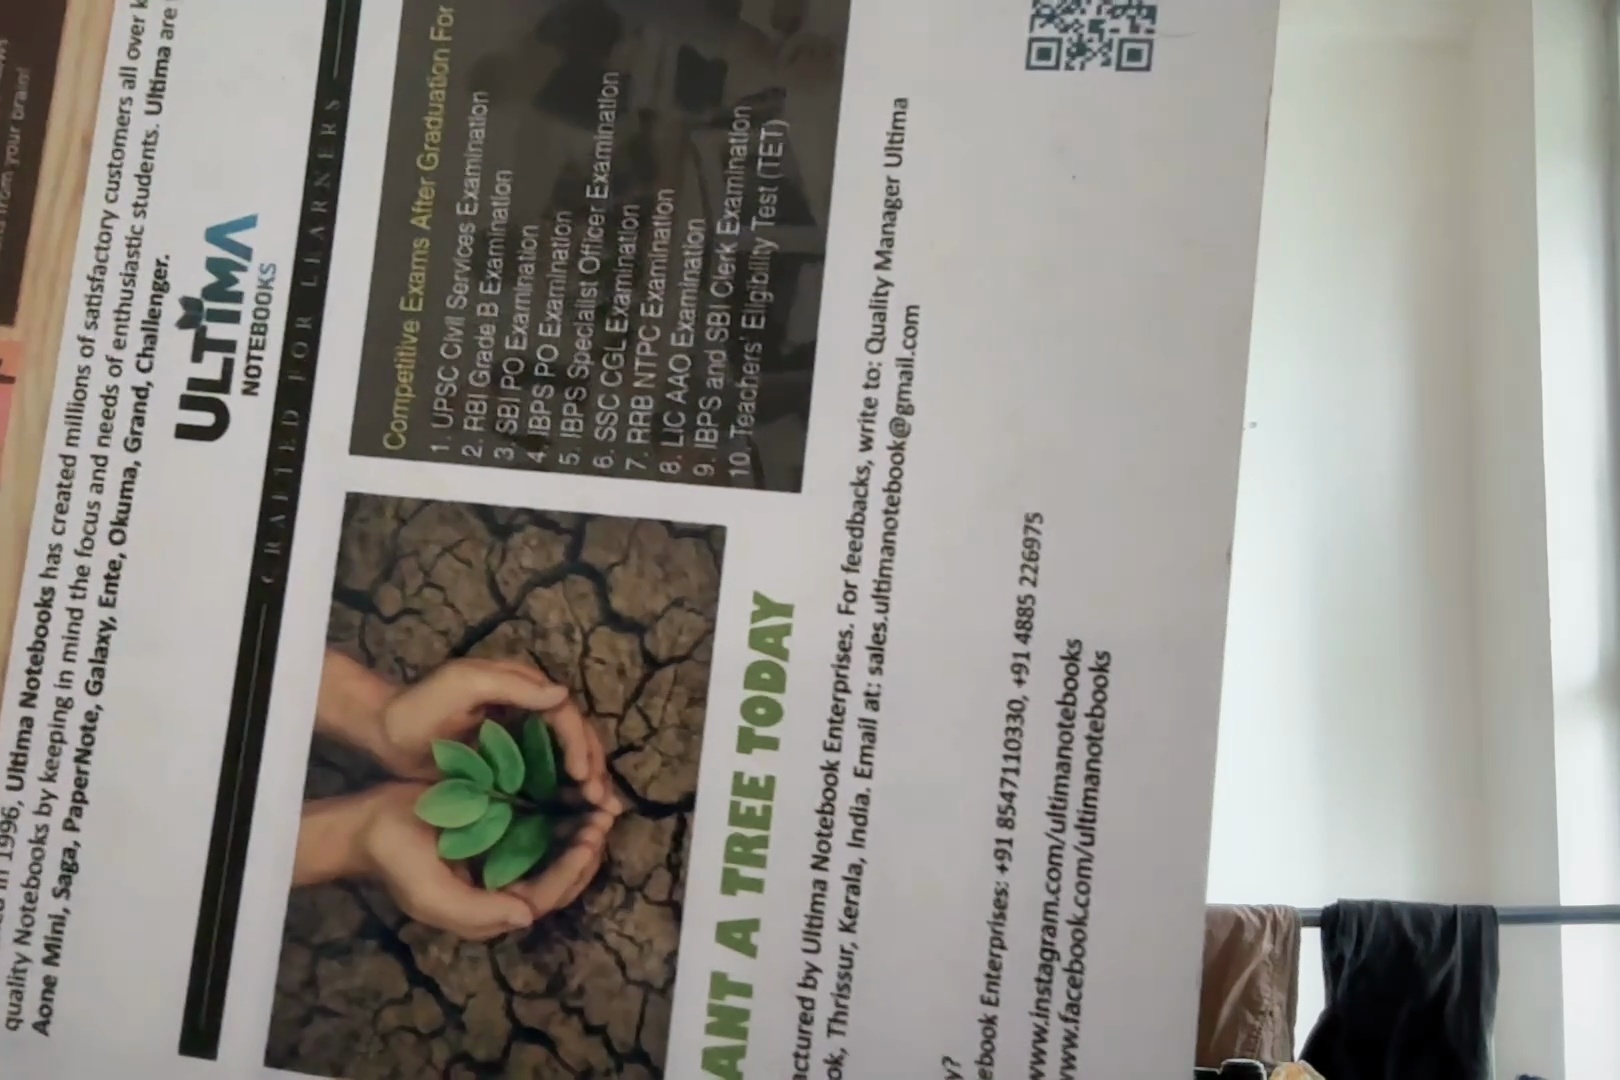 from your brain!
in 1996, Ultima Notebooks has created millions of satisfactory customers all over
quality Notebooks by keeping in mind the focus and needs of enthusiastic students. Ultima are
Aone Mini, Saga, PaperNote, Galaxy, Ente, Okuma, Grand, Challenger.
ULTIMA
NOTEBOOKS
CRAFTED FOR LEARNERS
Competitive Exams After Graduation For
1. UPSC Civil Services Examination
2. RBI Grade B Examination
3. SBI PO Examination
4. IBPS PO Examination
5. IBPS Specialist Officer Examination
6. SSC CGL Examination
7. RRB NTPC Examination
8. LIC AAO Examination
9. IBPS and SBI Clerk Examination
10. Teachers' Eligibility Test (TET)
ANT A TREE TODAY
actured by Ultima Notebook Enterprises. For feedbacks, write to: Quality Manager Ultima
ok, Thrissur, Kerala, India. Email at: sales.ultimanotebook@gmail.com
y?
ebook Enterprises: +91 8547110330, +91 4885 226975
www.instagram.com/ultimanotebooks
www.facebook.com/ultimanotebooks